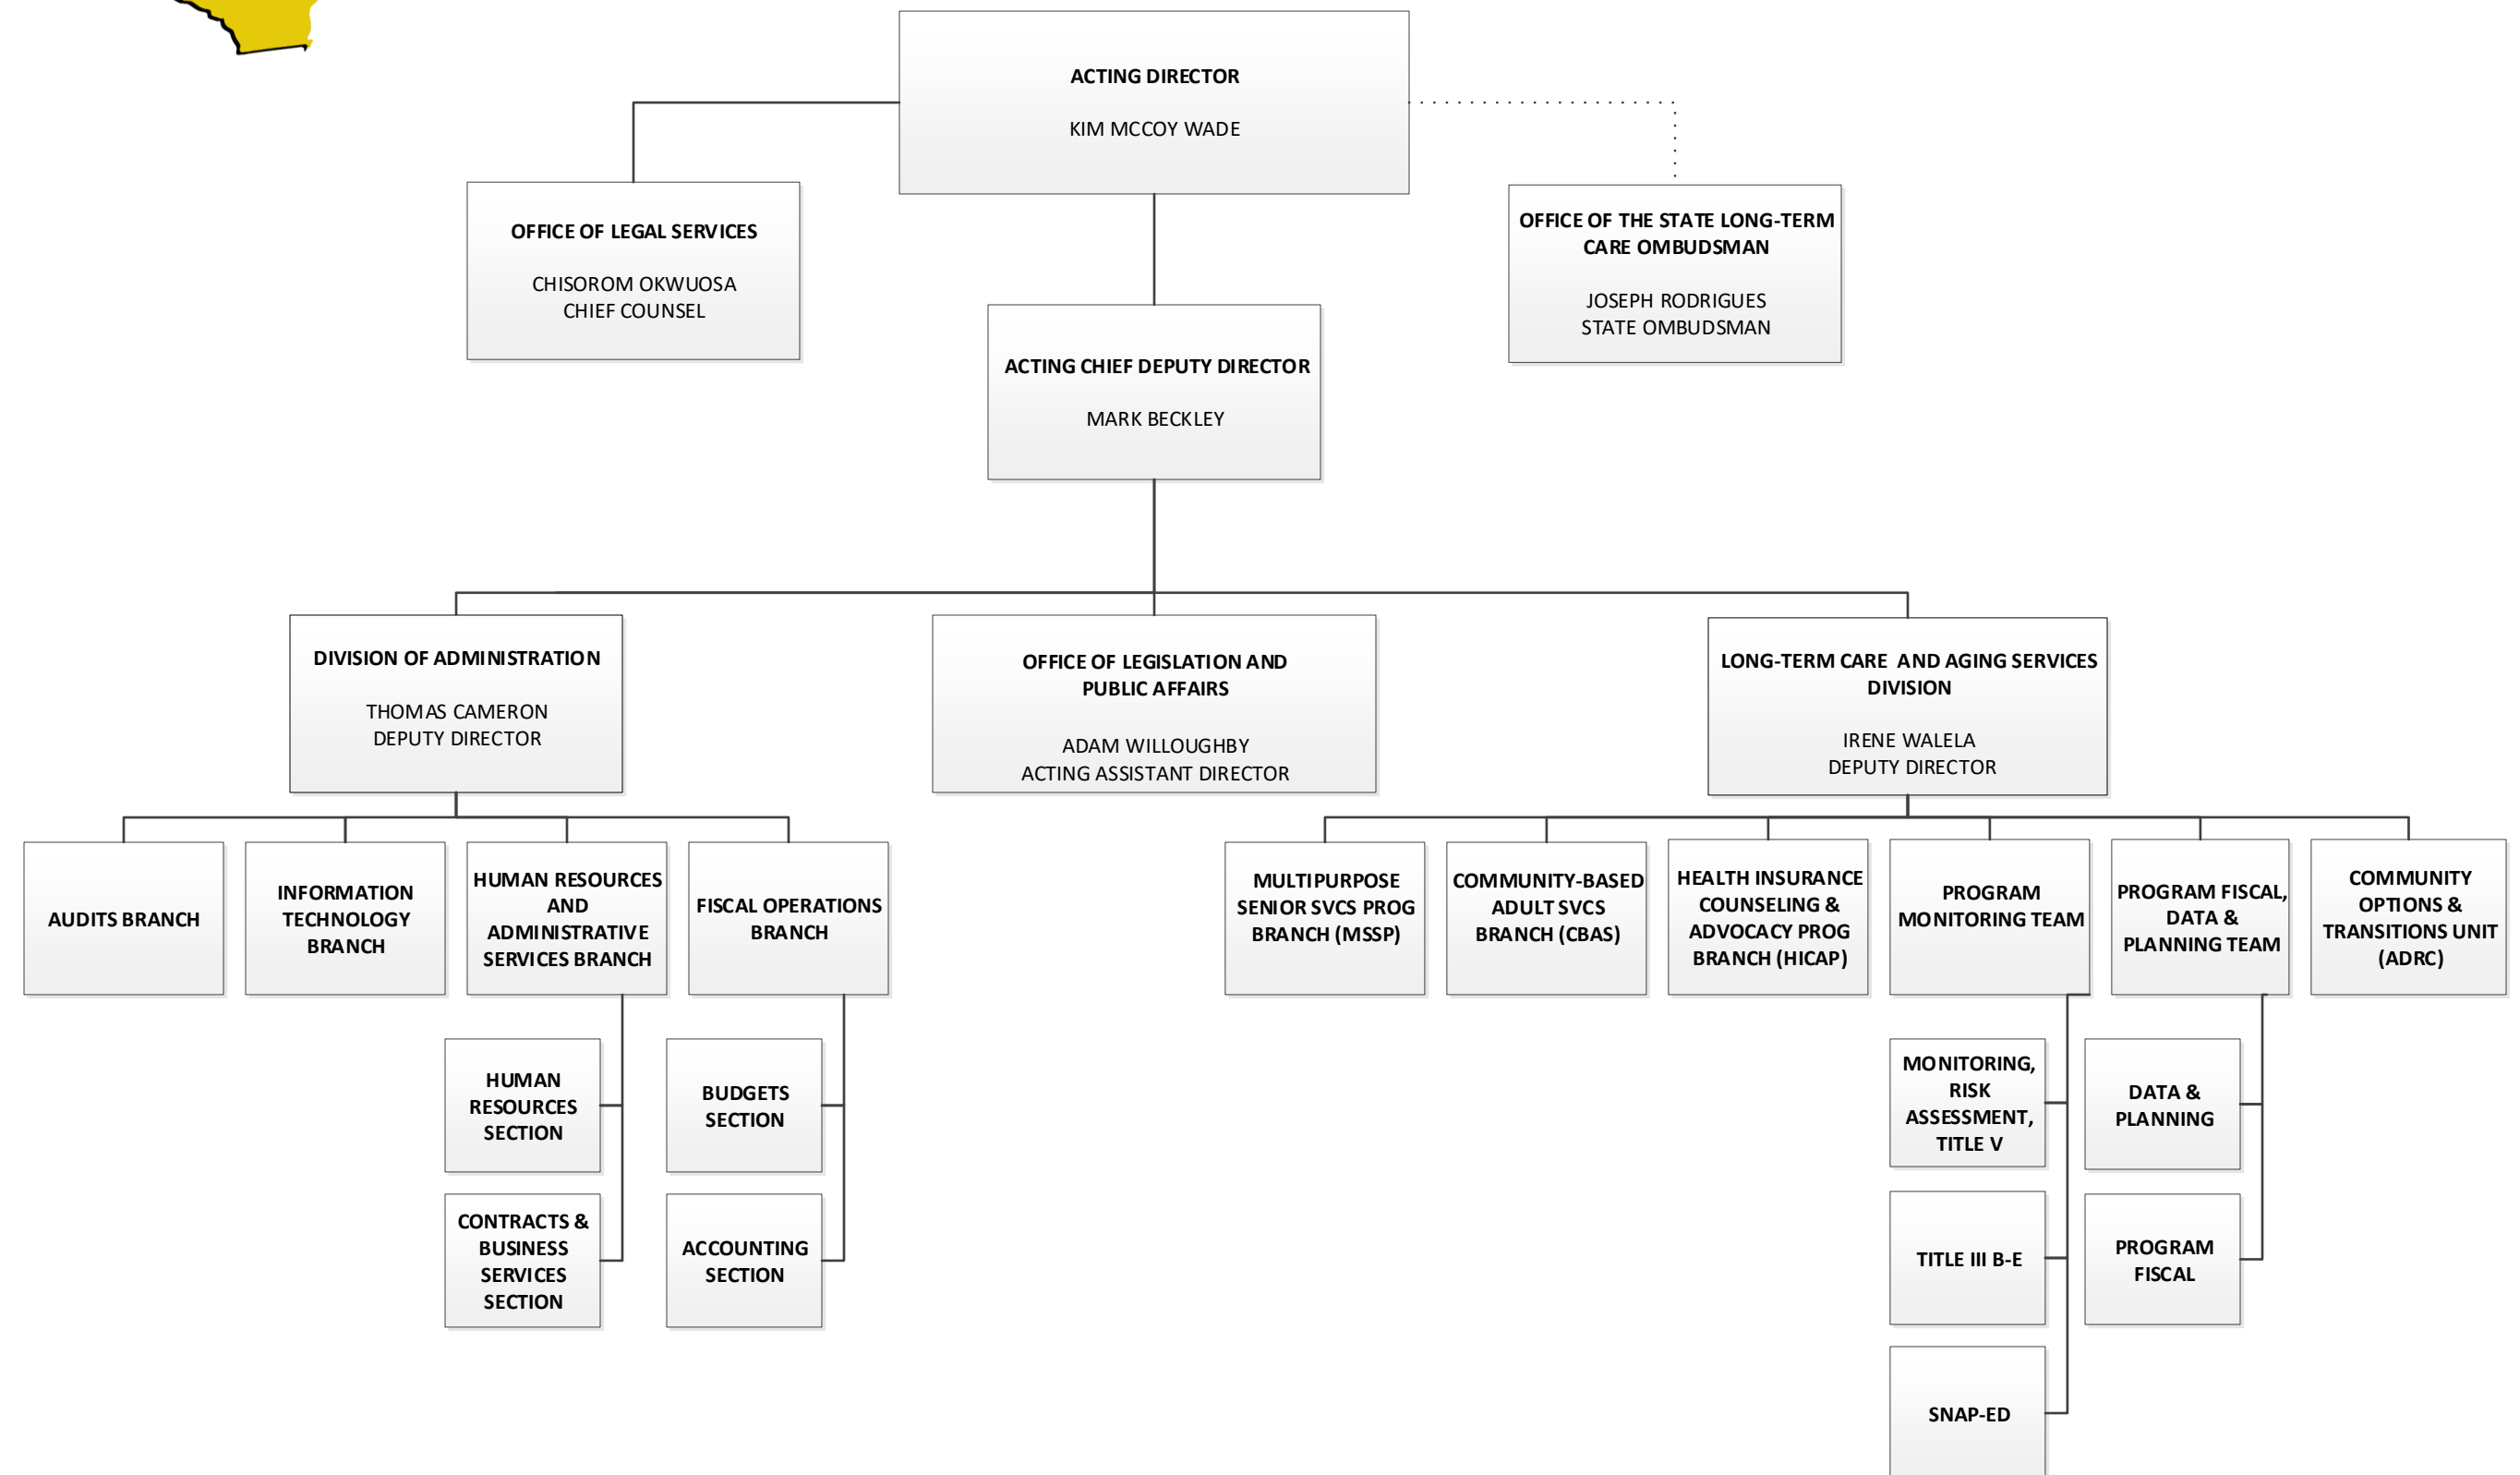 ACTING DIRECTOR
KIM MCCOY WADE
OFFICE OF LEGAL SERVICES
CHISOROM OKWUOSA
CHIEF COUNSEL
OFFICE OF THE STATE LONG-TERM
CARE OMBUDSMAN
JOSEPH RODRIGUES
STATE OMBUDSMAN
ACTING CHIEF DEPUTY DIRECTOR
MARK BECKLEY
DIVISION OF ADMINISTRATION
THOMAS CAMERON
DEPUTY DIRECTOR
OFFICE OF LEGISLATION AND
PUBLIC AFFAIRS
ADAM WILLOUGHBY
ACTING ASSISTANT DIRECTOR
LONG-TERM CARE AND AGING SERVICES
DIVISION
IRENE WALELA
DEPUTY DIRECTOR
AUDITS BRANCH
INFORMATION
TECHNOLOGY
BRANCH
HUMAN RESOURCES
AND
ADMINISTRATIVE
SERVICES BRANCH
FISCAL OPERATIONS
BRANCH
MULTIPURPOSE
SENIOR SVCS PROG
BRANCH (MSSP)
COMMUNITY-BASED
ADULT SVCS
BRANCH (CBAS)
HEALTH INSURANCE
COUNSELING &
ADVOCACY PROG
BRANCH (HICAP)
PROGRAM
MONITORING TEAM
PROGRAM FISCAL,
DATA &
PLANNING TEAM
COMMUNITY
OPTIONS &
TRANSITIONS UNIT
(ADRC)
HUMAN
RESOURCES
SECTION
BUDGETS
SECTION
MONITORING,
RISK
ASSESSMENT,
TITLE V
DATA &
PLANNING
CONTRACTS &
BUSINESS
SERVICES
SECTION
ACCOUNTING
SECTION
TITLE III B-E
PROGRAM
FISCAL
SNAP-ED